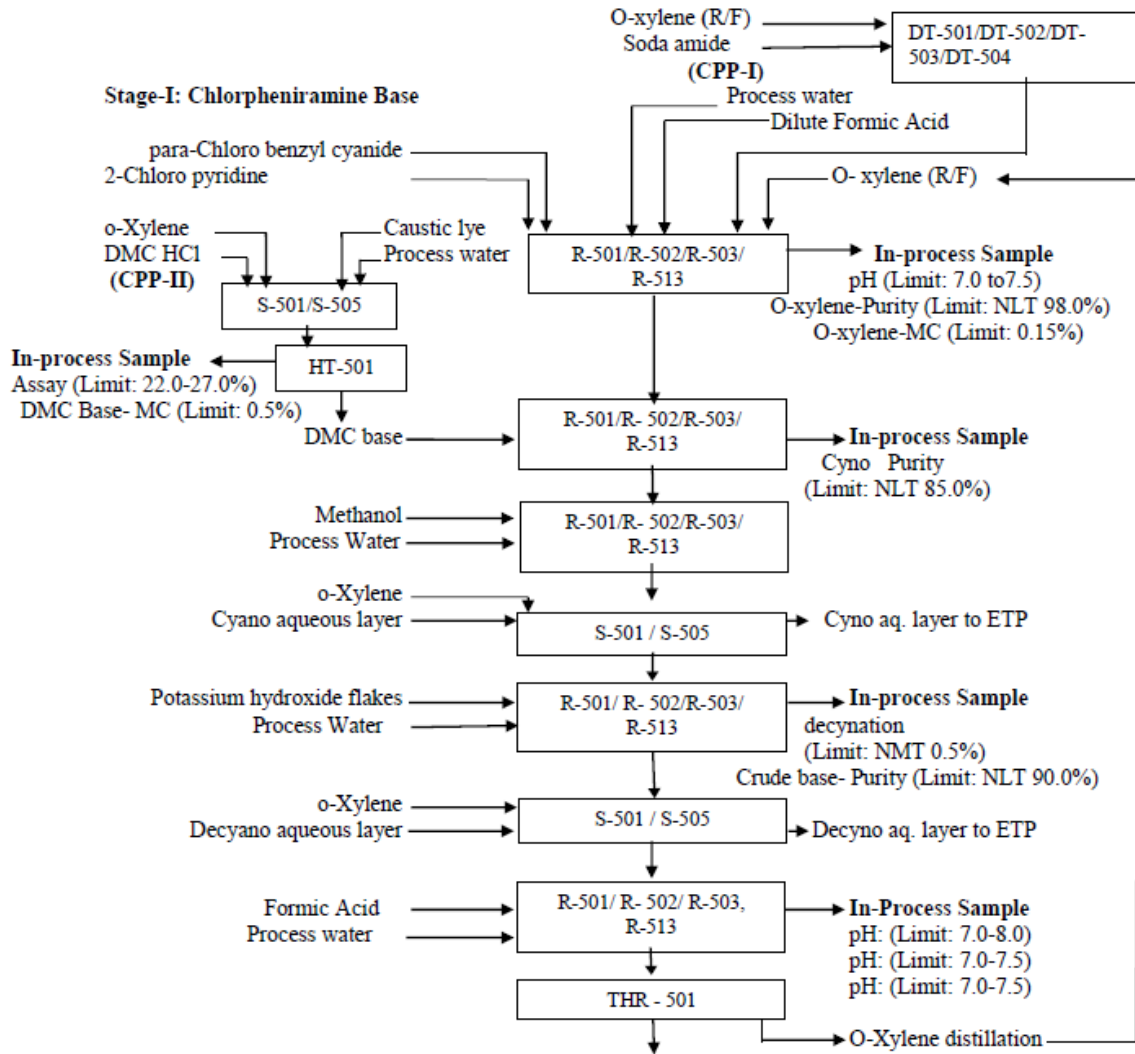 O-xylene (R/F)
Soda amide
(CPP-I)
DT-501/DT-502/DT-
503/DT-504
Stage-I: Chlorpheniramine Base
Process water
Dilute Formic Acid
para-Chloro benzyl cyanide
2-Chloro pyridine
O- xylene (R/F)
o-Xylene
DMC HCl
(CPP-II)
Caustic lye
Process water
R-501/R-502/R-503/
R-513
In-process Sample
pH (Limit: 7.0 to7.5)
O-xylene-Purity (Limit: NLT 98.0%)
O-xylene-MC (Limit: 0.15%)
S-501/S-505
In-process Sample
Assay (Limit: 22.0-27.0%)
DMC Base- MC (Limit: 0.5%)
HT-501
DMC base
R-501/R- 502/R-503/
R-513
In-process Sample
Cyno Purity
(Limit: NLT 85.0%)
Methanol
Process Water
R-501/R- 502/R-503/
R-513
o-Xylene
Cyano aqueous layer
S-501 / S-505
Cyno aq. layer to ETP
Potassium hydroxide flakes
Process Water
R-501/ R- 502/R-503/
R-513
In-process Sample
decynation
(Limit: NMT 0.5%)
Crude base- Purity (Limit: NLT 90.0%)
o-Xylene
Decyano aqueous layer
S-501 / S-505
Decyno aq. layer to ETP
Formic Acid
Process water
R-501/ R- 502/ R-503,
R-513
In-Process Sample
pH: (Limit: 7.0-8.0)
pH: (Limit: 7.0-7.5)
pH: (Limit: 7.0-7.5)
THR - 501
O-Xylene distillation